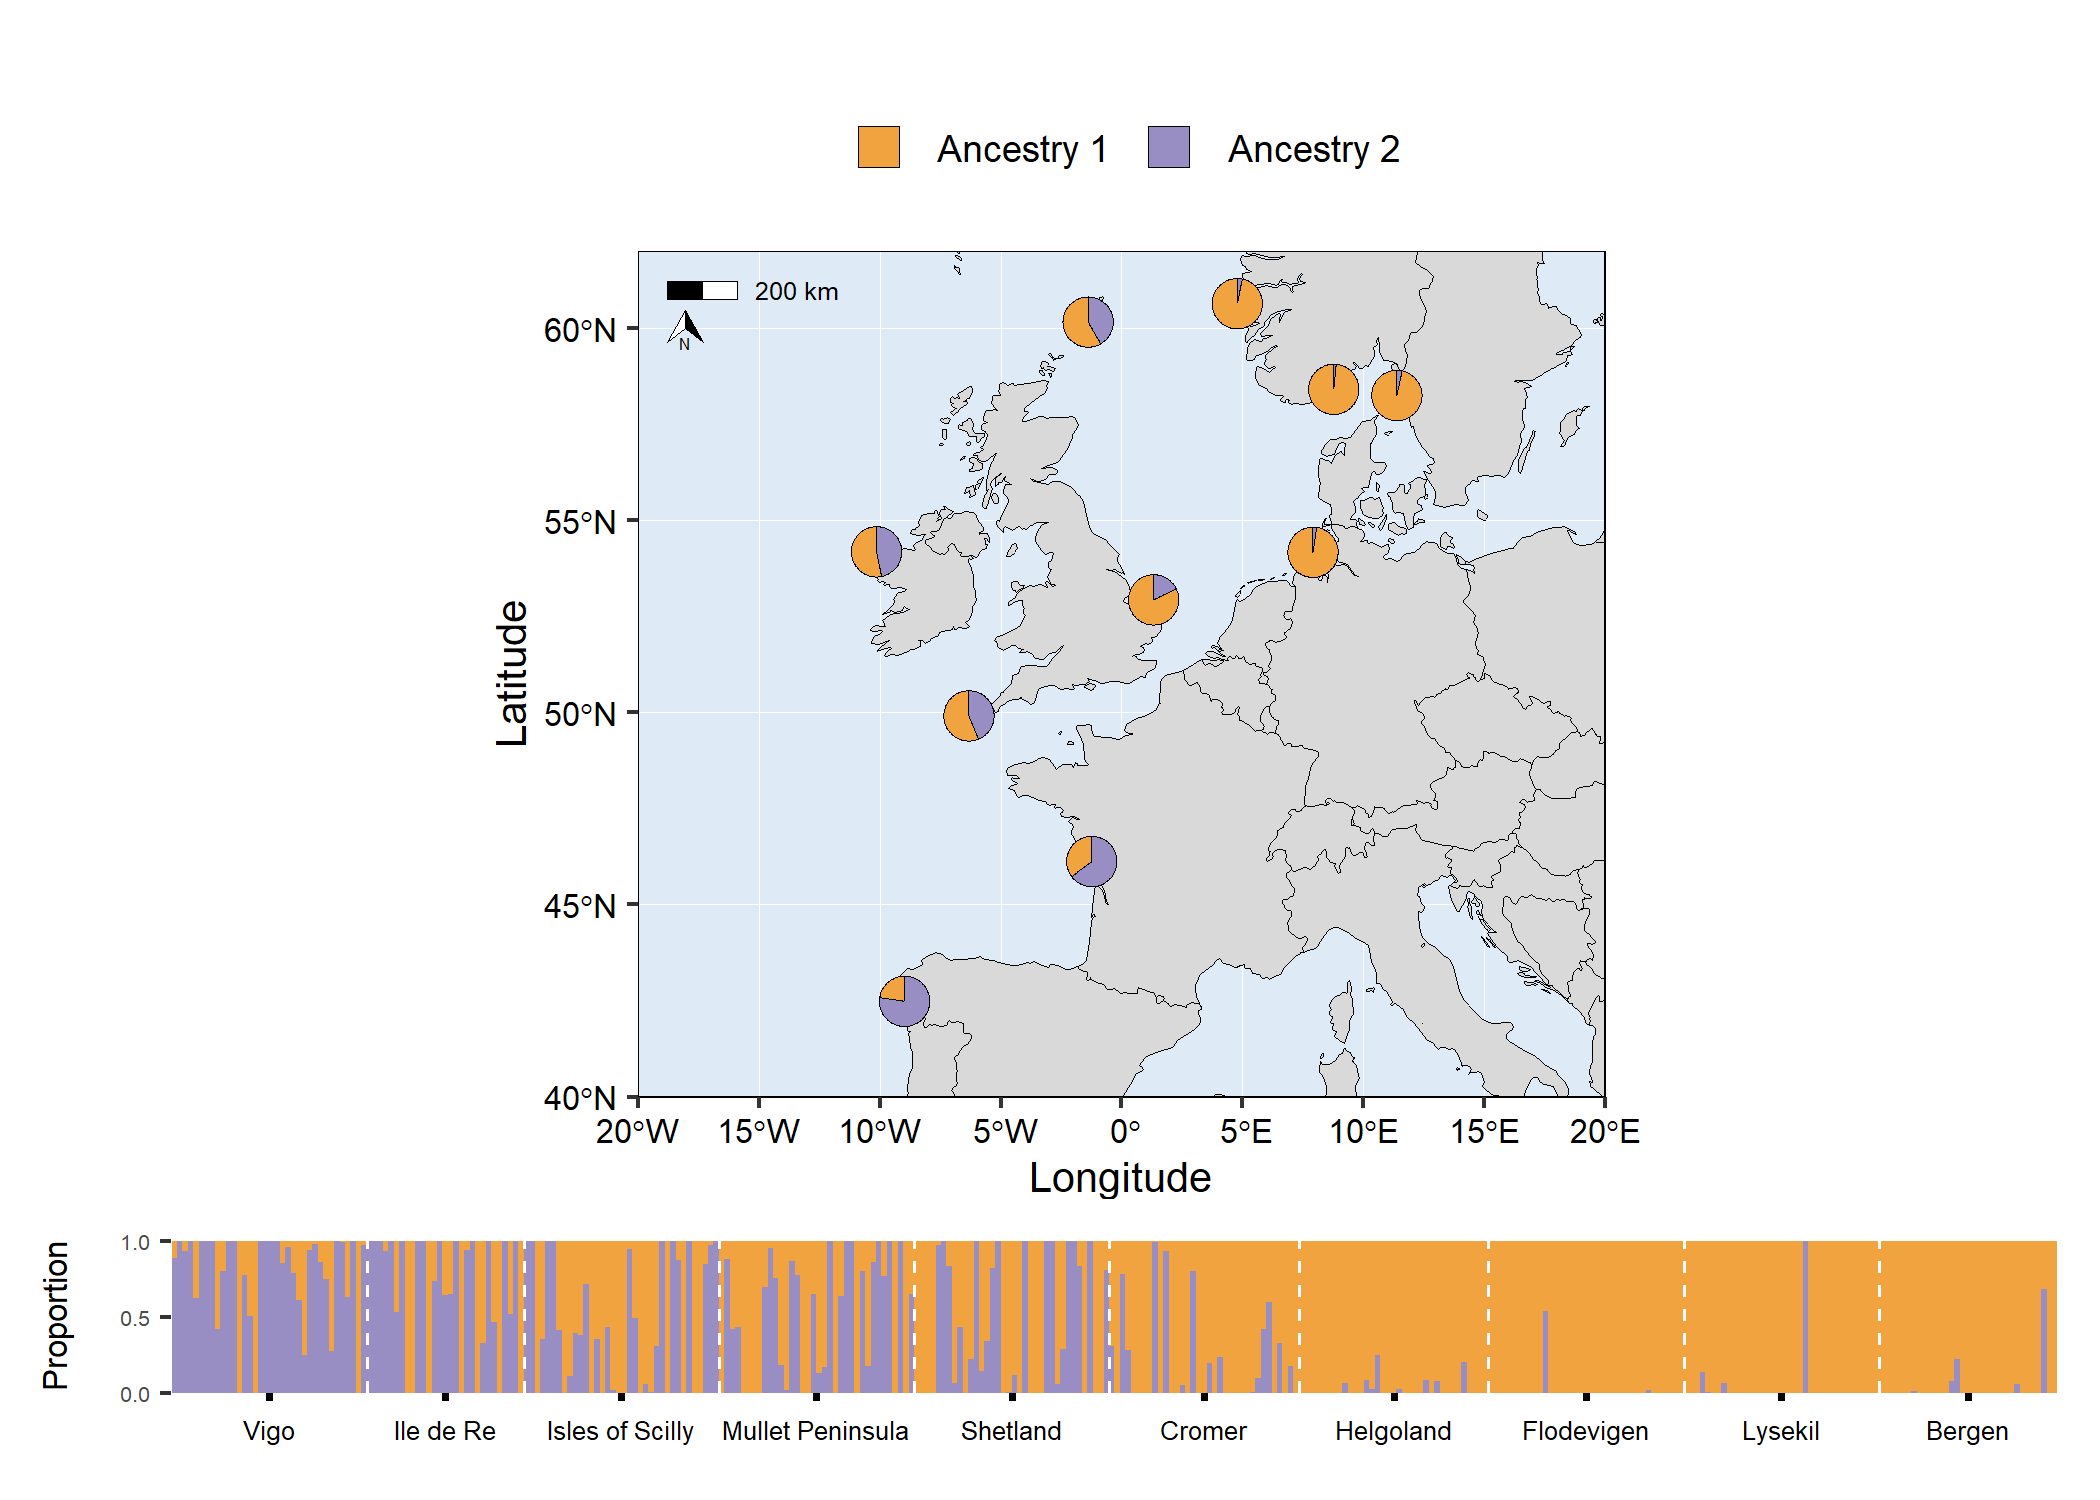 Ancestry 1 Ancestry 2
200 km
N
60°N
55°N
50°N
45°N
40°N
Latitude
20°W 15°W 10°W 5°W 0° 5°E 10°E 15°E 20°E
Longitude
Proportion
1.0
0.5
0.0
Vigo Ile de Re Isles of Scilly Mullet Peninsula Shetland Cromer Helgoland Flodevigen Lysekil Bergen